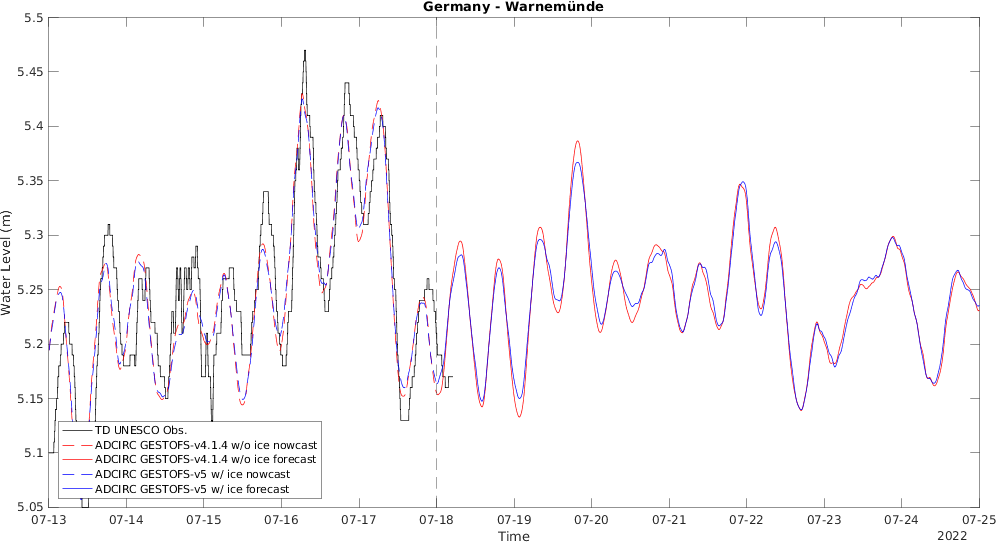 Germany - Warnemünde
5.5
5.45
5.4
5.35
5.3
5.25
5.2
5.15
5.1
5.05
Water Level (m)
TD UNESCO Obs.
ADCIRC GESTOFS-v4.1.4 w/o ice nowcast
ADCIRC GESTOFS-v4.1.4 w/o ice forecast
ADCIRC GESTOFS-v5 w/ ice nowcast
ADCIRC GESTOFS-v5 w/ ice forecast
07-13 07-14 07-15 07-16 07-17 07-18 07-19 07-20 07-21 07-22 07-23 07-24 07-25
Time
2022